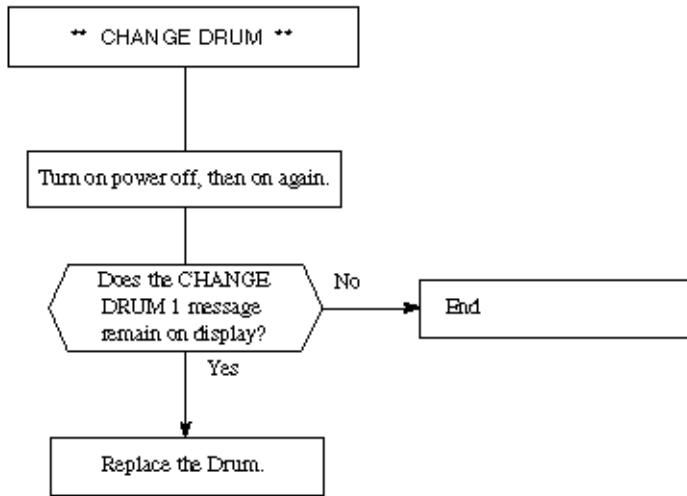 ** CHANGE DRUM **
Turn on power off, then on again.
Does the CHANGE
DRUM 1 message
remain on display?
No
End
Yes
Replace the Drum.